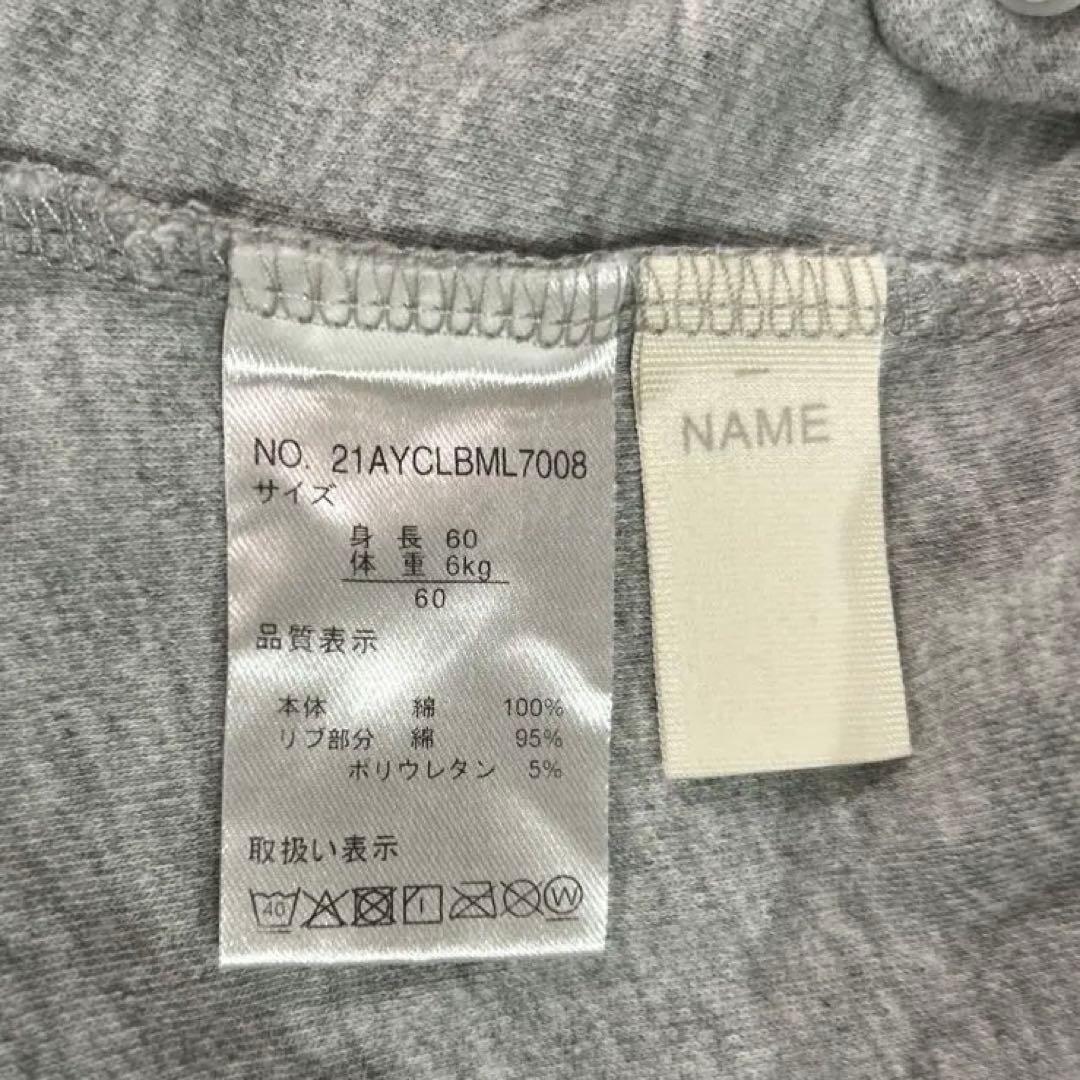 NO. 21AYCLBML7008
サイズ
身 長 60
体 重 6kg
60
品質表示
本体 綿 100%
リブ部分 綿 95%
ポリウレタン 5%
取扱い表示
40 W
NAME